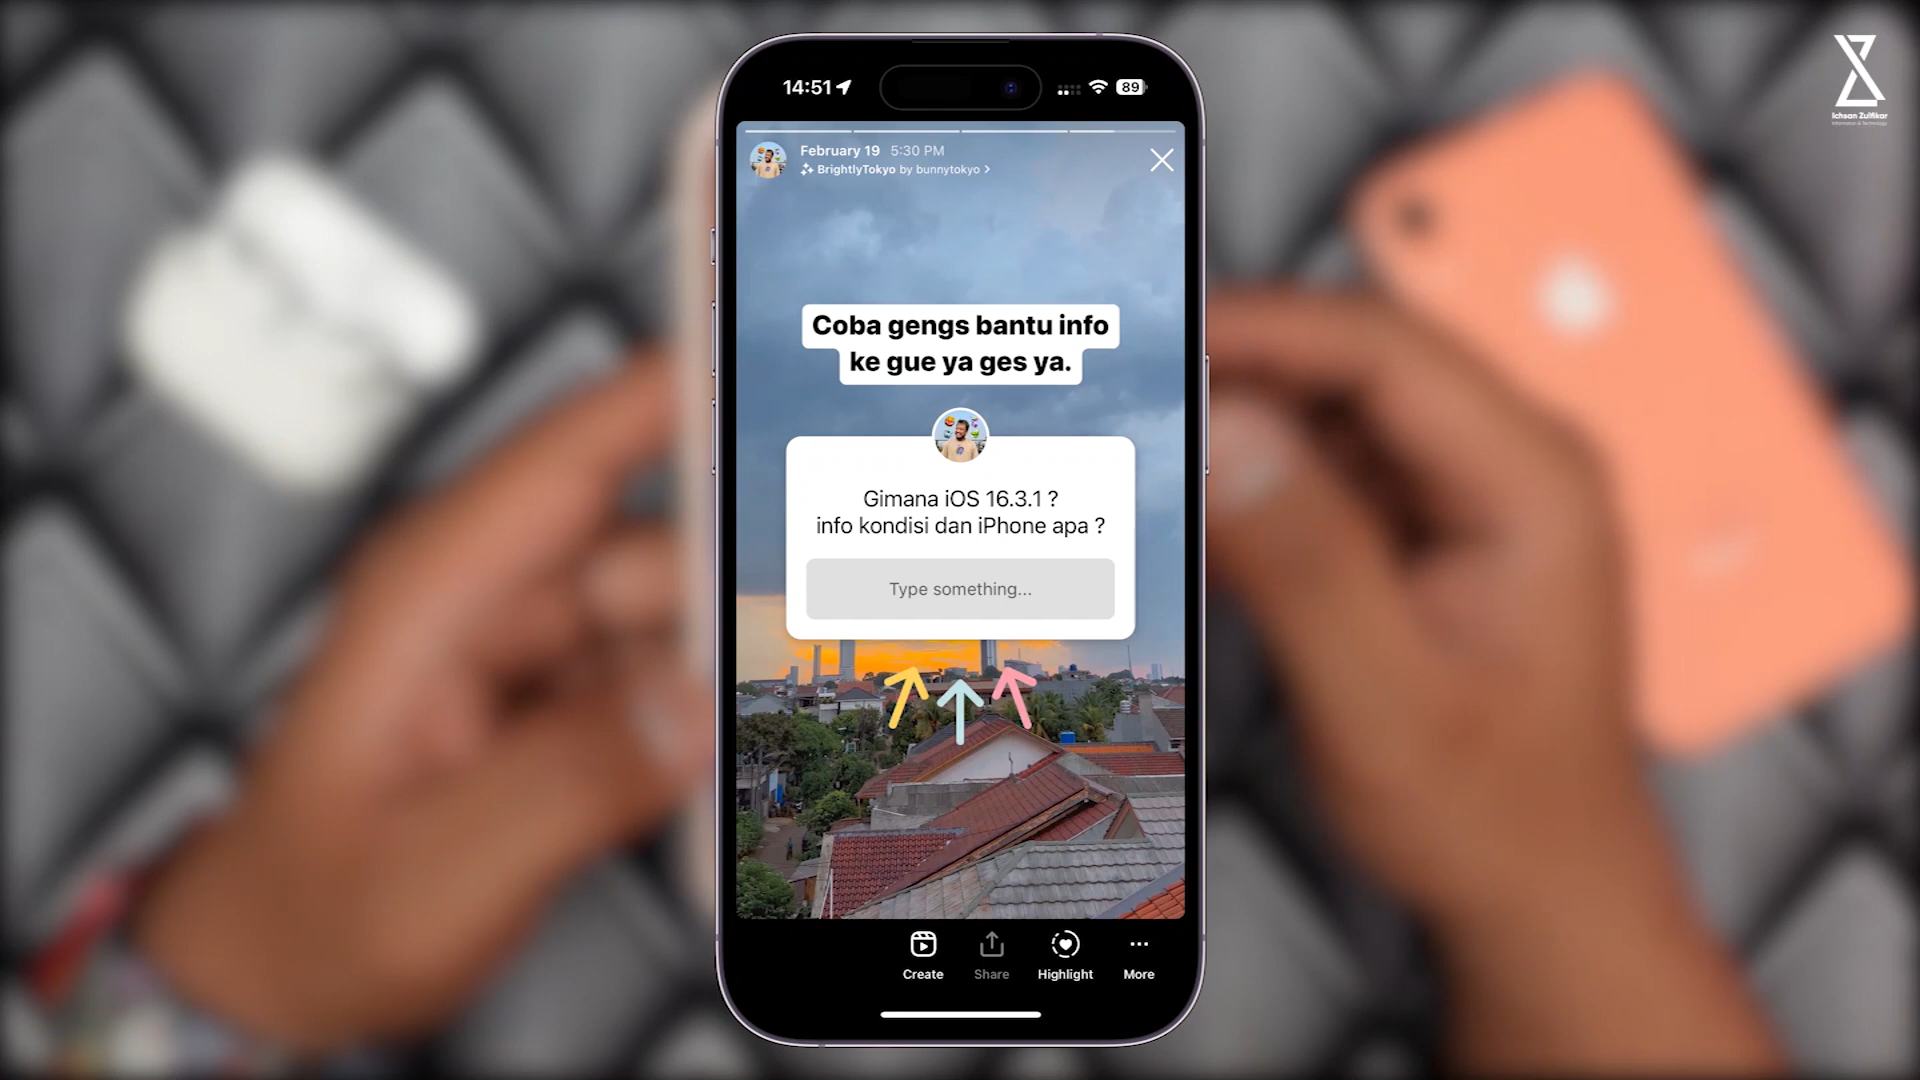 14:51
89
Ichsan Zulfikar
Information & Technology
February 19 5:30 PM
BrightlyTokyo by bunnytokyo >
Coba gengs bantu info
ke gue ya ges ya.
Gimana iOS 16.3.1 ?
info kondisi dan iPhone apa ?
Type something...
Create
Share
Highlight
More